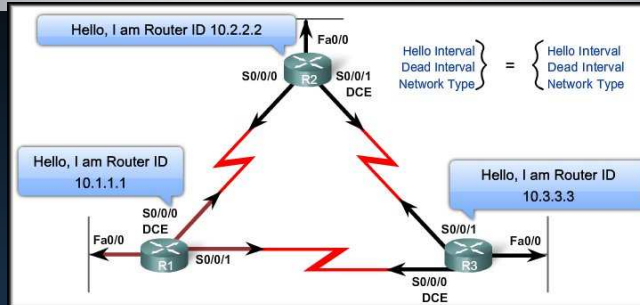 Hello, I am Router ID 10.2.2.2
Fa0/0
Hello Interval
Dead Interval
Network Type
=
Hello Interval
Dead Interval
Network Type
S0/0/0
S0/0/1
DCE
R2
Hello, I am Router ID
10.1.1.1
Hello, I am Router ID
10.3.3.3
S0/0/0
DCE
Fa0/0
R1
S0/0/1
S0/0/1
Fa0/0
R3
S0/0/0
DCE